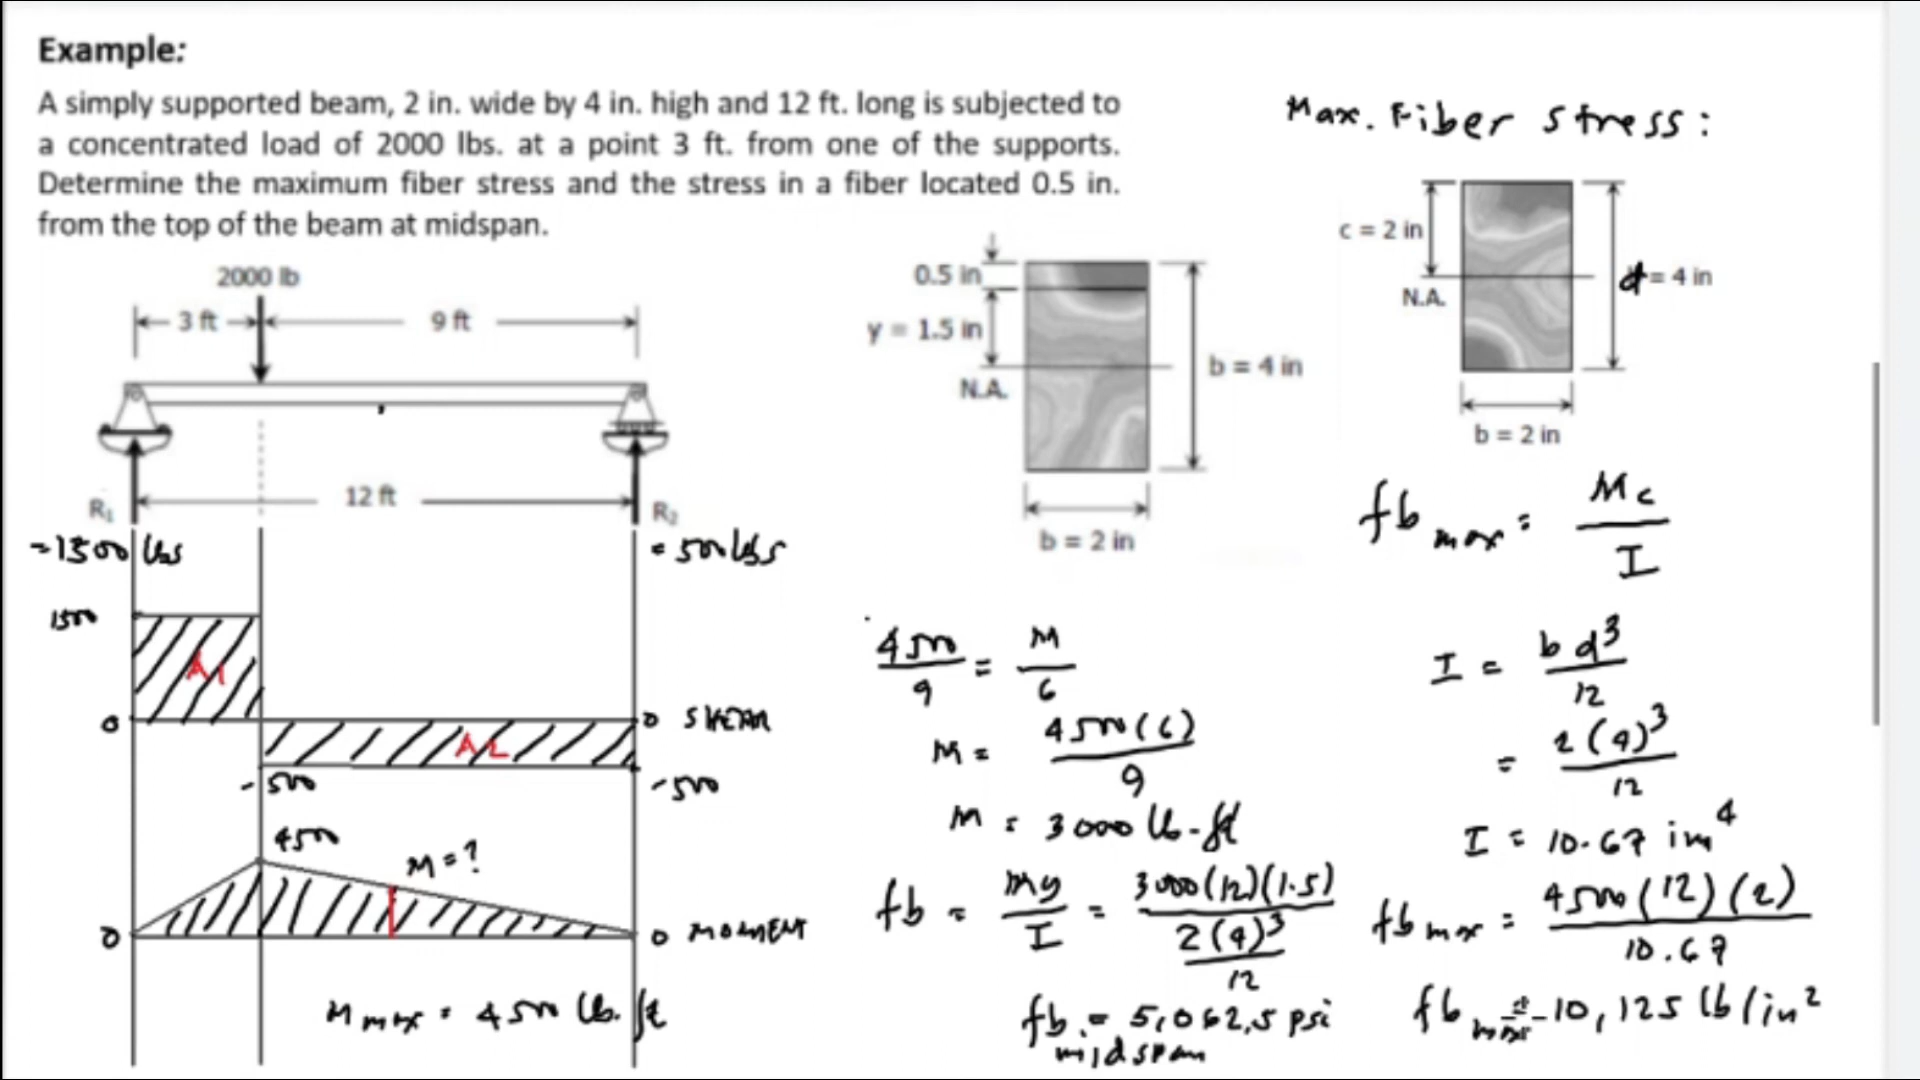 Example:
A simply supported beam, 2 in. wide by 4 in. high and 12 ft. long is subjected to
a concentrated load of 2000 lbs. at a point 3 ft. from one of the supports.
Determine the maximum fiber stress and the stress in a fiber located 0.5 in.
from the top of the beam at midspan.
2000 lb
3 ft
9 ft
12 ft
R₁
R₂
=1500 lbs
= 500 lbs
1500
A1
0
0 SHEAR
A2
-500
-500
4500
M=?
0
0 MOMENT
M max = 4500 lb.ft
0.5 in
y = 1.5 in
N.A.
b = 4 in
b = 2 in
4500/9 = M/6
M = 4500(6)/9
M = 3000 lb-ft
fb = My/I = 3000(12)(1.5)/(2(4)³/12)
fb midspan = 5,062.5 psi
Max. Fiber stress:
c = 2 in
N.A.
d = 4 in
b = 2 in
fb max = Mc/I
I = bd³/12
= 2(4)³/12
I = 10.67 in⁴
fb max = 4500(12)(2)/10.67
fb max = ±10,125 lb/in²